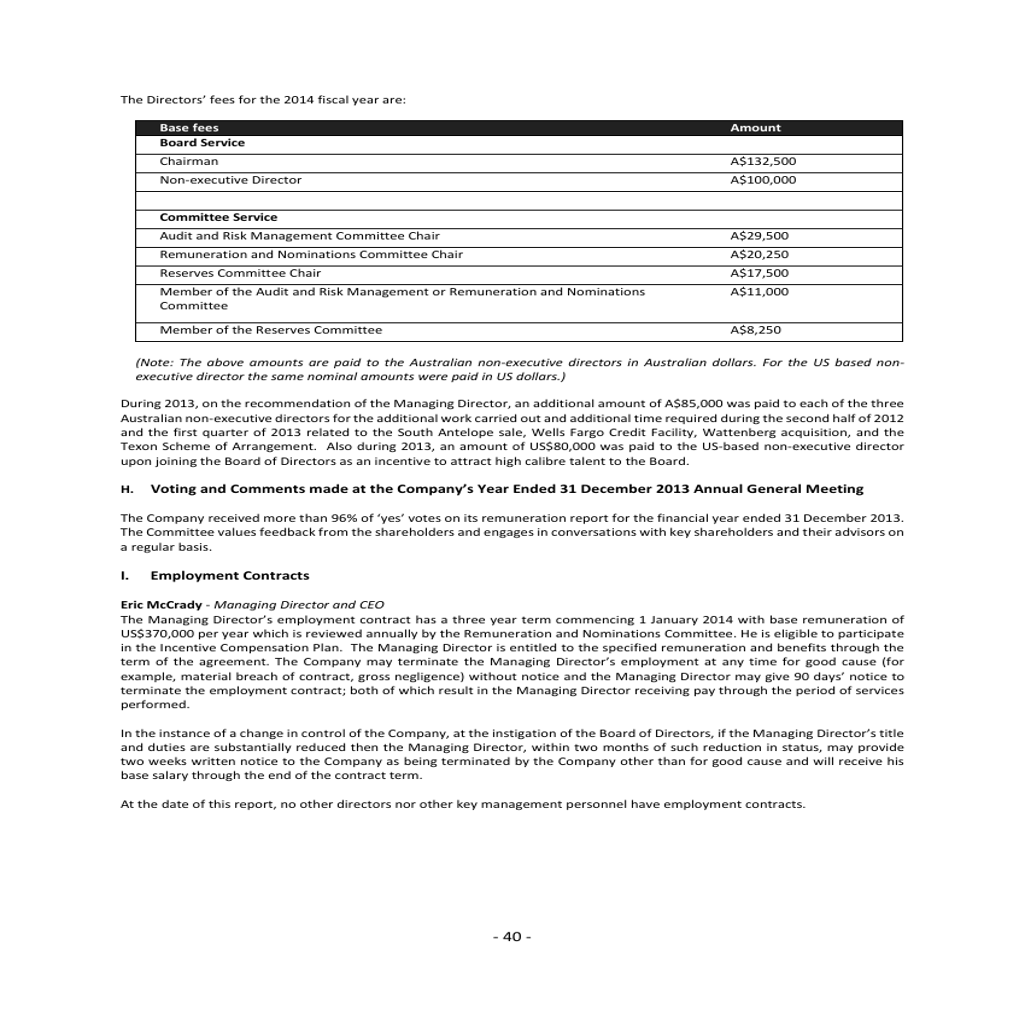 The Directors’ fees for the 2014 fiscal year are:
Base fees Amount
Board Service
Chairman A$132,500
Non-executive Director A$100,000
Committee Service
Audit and Risk Management Committee Chair A$29,500
Remuneration and Nominations Committee Chair A$20,250
Reserves Committee Chair A$17,500
Member of the Audit and Risk Management or Remuneration and Nominations A$11,000
Committee
Member of the Reserves Committee A$8,250
(Note: The above amounts are paid to the Australian non-executive directors in Australian dollars. For the US based non-
executive director the same nominal amounts were paid in US dollars.)
During 2013, on the recommendation of the Managing Director, an additional amount of A$85,000 was paid to each of the three
Australian non-executive directors for the additional work carried out and additional time required during the second half of 2012
and the first quarter of 2013 related to the South Antelope sale, Wells Fargo Credit Facility, Wattenberg acquisition, and the
Texon Scheme of Arrangement. Also during 2013, an amount of US$80,000 was paid to the US-based non-executive director
upon joining the Board of Directors as an incentive to attract high calibre talent to the Board.
H. Voting and Comments made at the Company’s Year Ended 31 December 2013 Annual General Meeting
The Company received more than 96% of ‘yes’ votes on its remuneration report for the financial year ended 31 December 2013.
The Committee values feedback from the shareholders and engages in conversations with key shareholders and their advisors on
a regular basis.
I. Employment Contracts
Eric McCrady - Managing Director and CEO
The Managing Director’s employment contract has a three year term commencing 1 January 2014 with base remuneration of
US$370,000 per year which is reviewed annually by the Remuneration and Nominations Committee. He is eligible to participate
in the Incentive Compensation Plan. The Managing Director is entitled to the specified remuneration and benefits through the
term of the agreement. The Company may terminate the Managing Director’s employment at any time for good cause (for
example, material breach of contract, gross negligence) without notice and the Managing Director may give 90 days’ notice to
terminate the employment contract; both of which result in the Managing Director receiving pay through the period of services
performed.
In the instance of a change in control of the Company, at the instigation of the Board of Directors, if the Managing Director’s title
and duties are substantially reduced then the Managing Director, within two months of such reduction in status, may provide
two weeks written notice to the Company as being terminated by the Company other than for good cause and will receive his
base salary through the end of the contract term.
At the date of this report, no other directors nor other key management personnel have employment contracts.
- 40 -